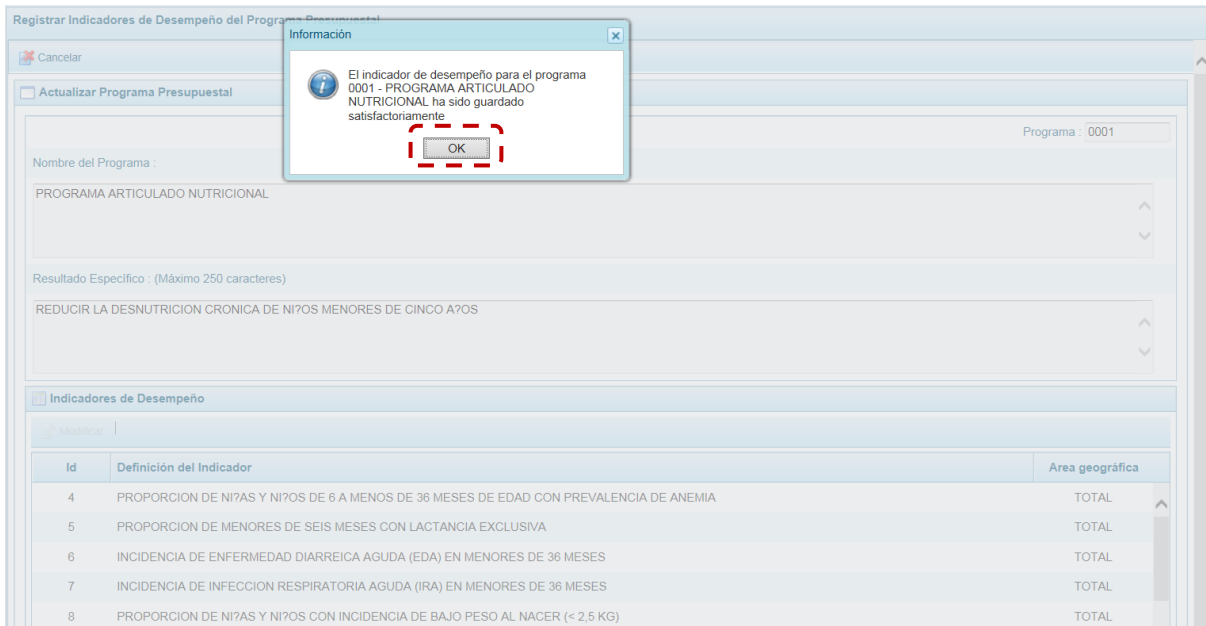 Registrar Indicadores de Desempeño del Programa Presupuestal
Información
Cancelar
El indicador de desempeño para el programa
0001 - PROGRAMA ARTICULADO
NUTRICIONAL ha sido guardado
satisfactoriamente
OK
Actualizar Programa Presupuestal
Programa : 0001
Nombre del Programa :
PROGRAMA ARTICULADO NUTRICIONAL
Resultado Específico : (Máximo 250 caracteres)
REDUCIR LA DESNUTRICION CRONICA DE NI?OS MENORES DE CINCO A?OS
Indicadores de Desempeño
Modificar
Id Definición del Indicador Area geográfica
4 PROPORCION DE NI?AS Y NI?OS DE 6 A MENOS DE 36 MESES DE EDAD CON PREVALENCIA DE ANEMIA TOTAL
5 PROPORCION DE MENORES DE SEIS MESES CON LACTANCIA EXCLUSIVA TOTAL
6 INCIDENCIA DE ENFERMEDAD DIARREICA AGUDA (EDA) EN MENORES DE 36 MESES TOTAL
7 INCIDENCIA DE INFECCION RESPIRATORIA AGUDA (IRA) EN MENORES DE 36 MESES TOTAL
8 PROPORCION DE NI?AS Y NI?OS CON INCIDENCIA DE BAJO PESO AL NACER (< 2,5 KG) TOTAL